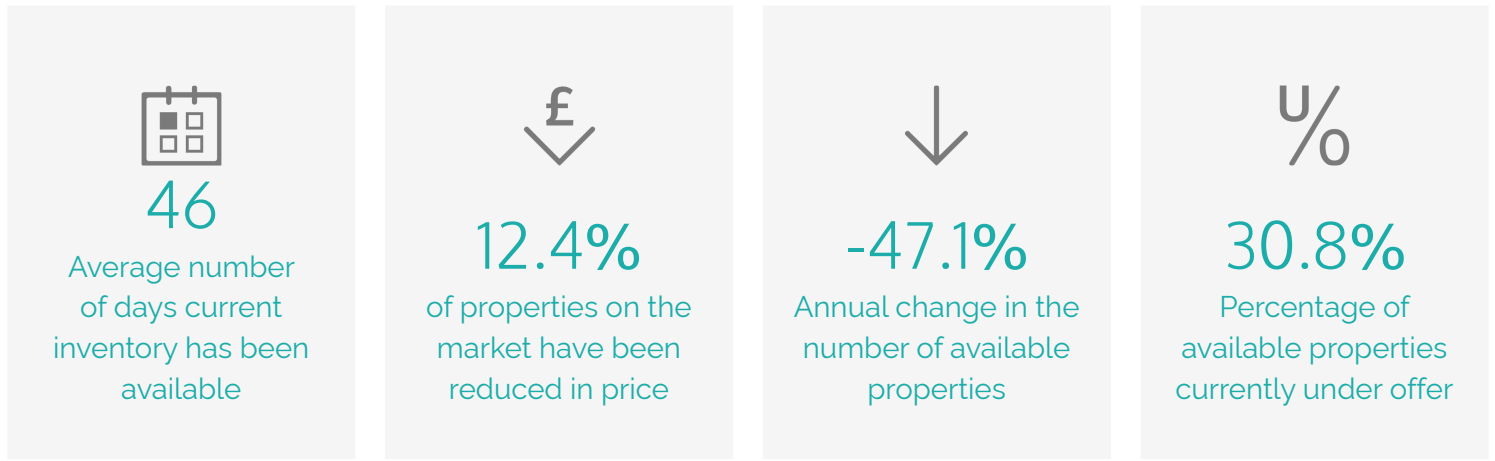 46
Average number
of days current
inventory has been
available
£
12.4%
of properties on the
market have been
reduced in price
-47.1%
Annual change in the
number of available
properties
U%
30.8%
Percentage of
available properties
currently under offer